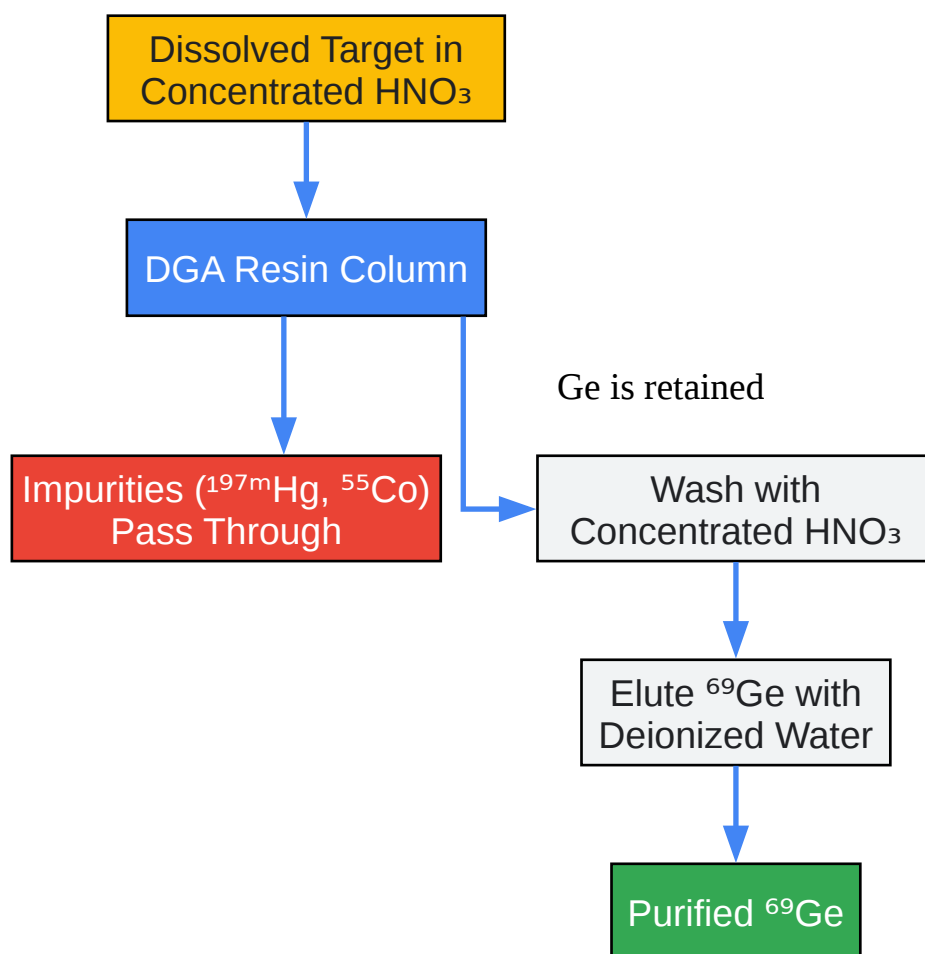 Dissolved Target in
Concentrated HNO₃
DGA Resin Column
Ge is retained
Impurities (¹⁹⁷ᵐHg, ⁵⁵Co)
Pass Through
Wash with
Concentrated HNO₃
Elute ⁶⁹Ge with
Deionized Water
Purified ⁶⁹Ge